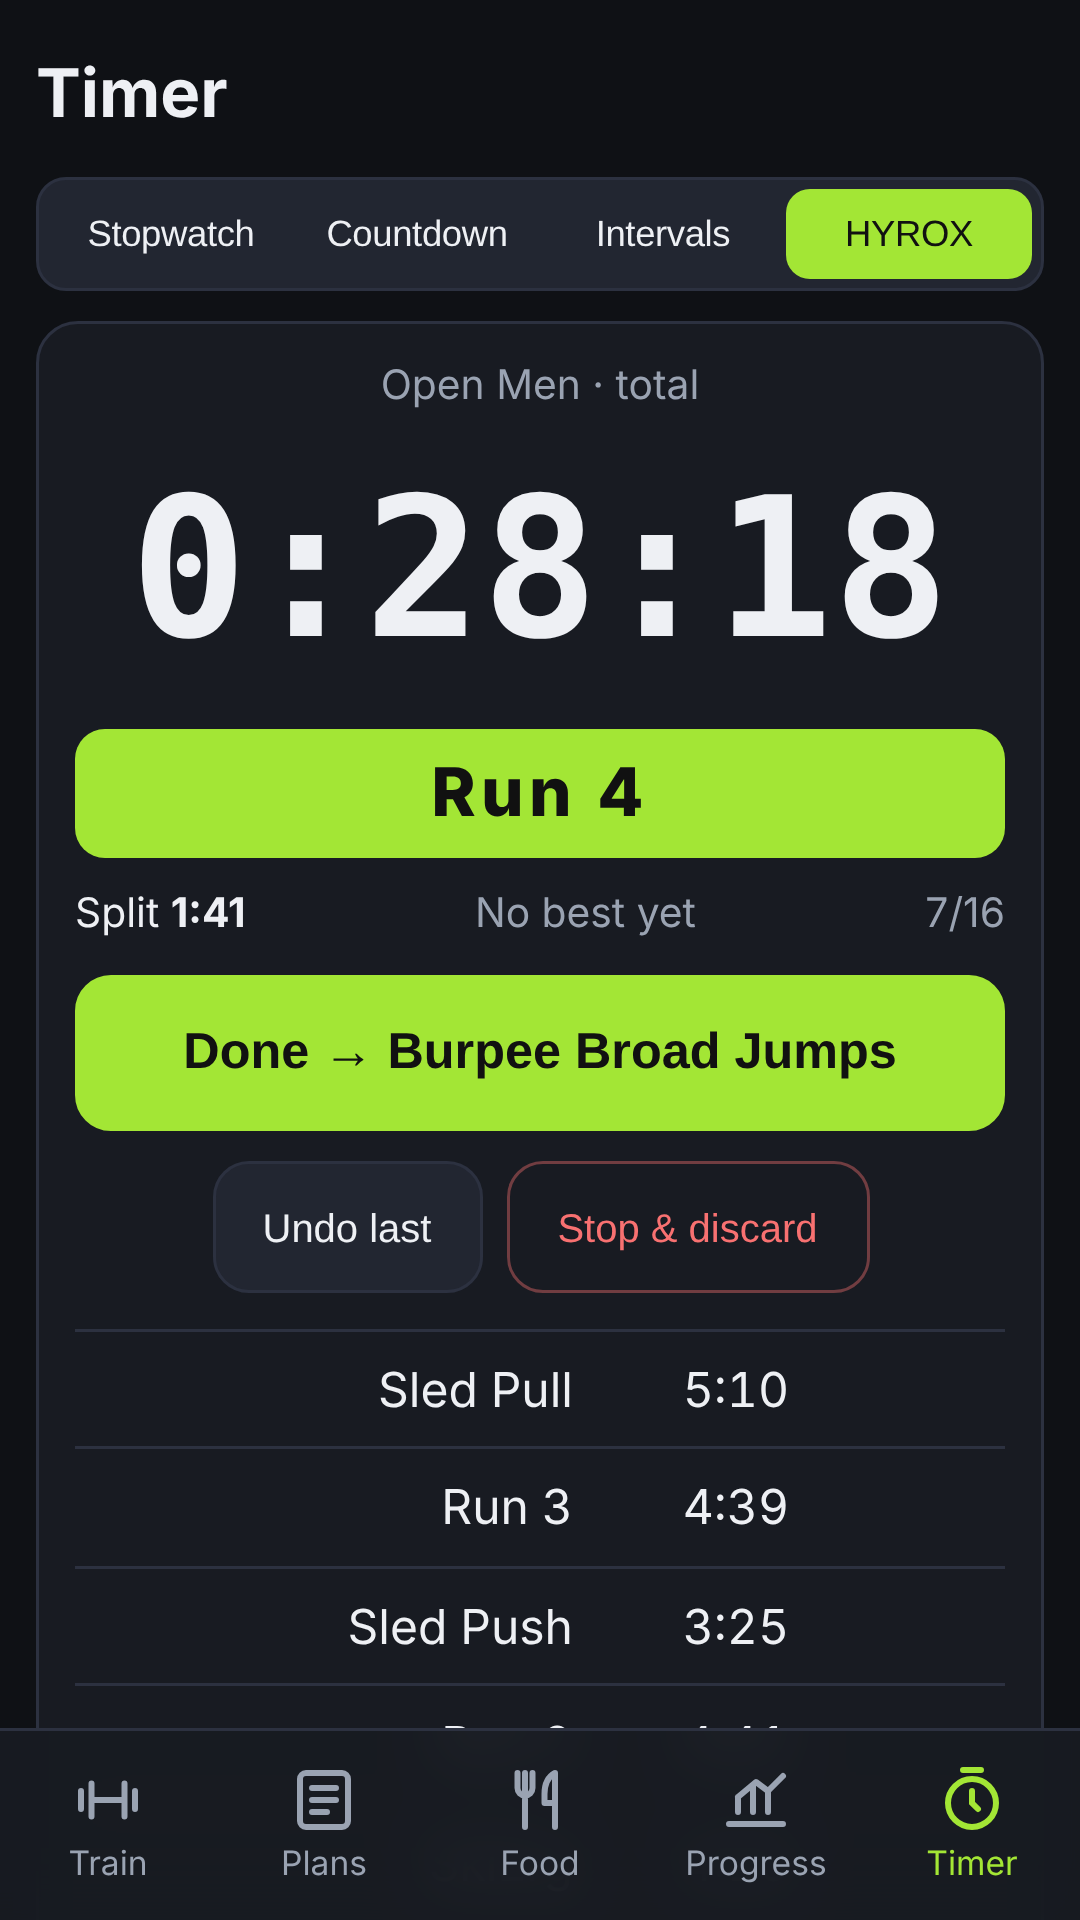 Timer
Stopwatch Countdown Intervals HYROX
Open Men · total
0:28:18
Run 4
Split 1:41 No best yet 7/16
Done → Burpee Broad Jumps
Undo last Stop & discard
Sled Pull 5:10
Run 3 4:39
Sled Push 3:25
Train Plans Food Progress Timer